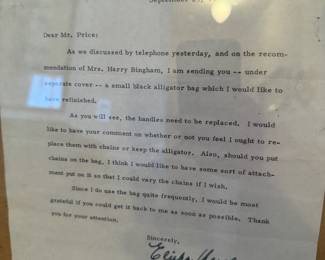 September
Dear Mr. Price:
As we discussed by telephone yesterday, and on the recom-
mendation of Mrs. Harry Bingham, I am sending you -- under
separate cover -- a small black alligator bag which I would like to
have refinished.
As you will see, the handles need to be replaced. I would
like to have your comment on whether or not you feel I ought to re-
place them with chains or keep the alligator. Also, should you put
chains on the bag, I think I would like to have some sort of attach-
ment put on it so that I could vary the chains if I wish.
Since I do use the bag quite frequently, I would be most
grateful if you could get it back to me as soon as possible. Thank
you for your attention.
Sincerely,